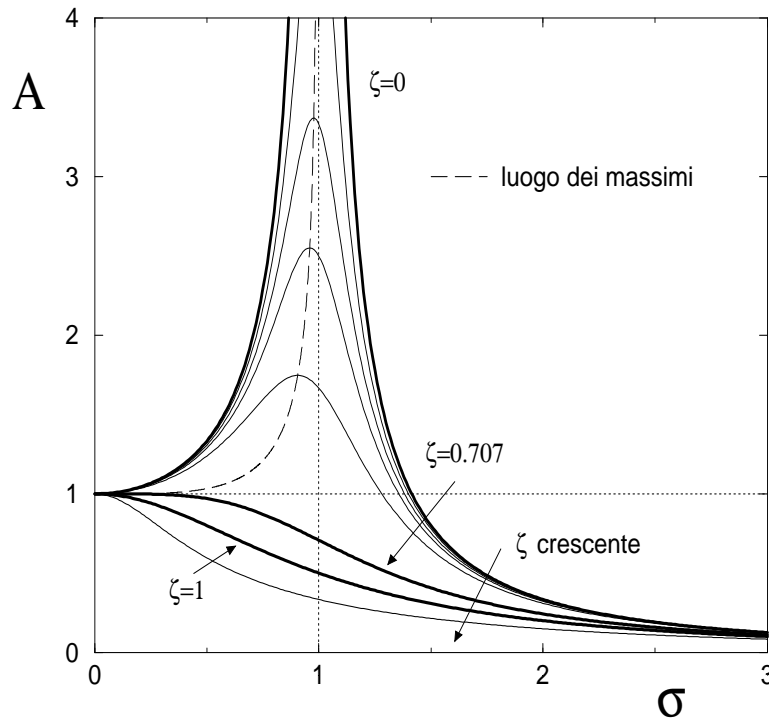 4
A
ζ=0
luogo dei massimi
3
2
ζ=0.707
1
ζ crescente
ζ=1
0
0
1
2
3
σ